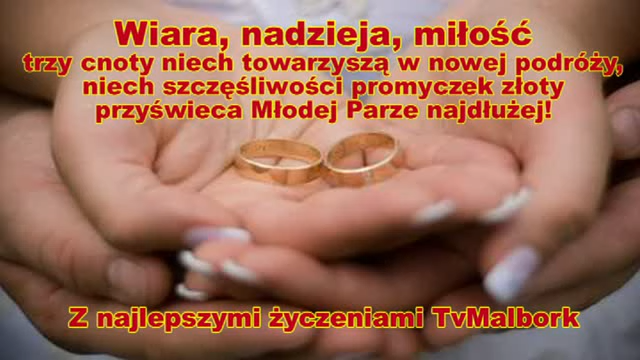 Wiara, nadzieja, miłość
trzy cnoty niech towarzyszą w nowej podróży,
niech szczęśliwości promyczek złoty
przyświeca Młodej Parze najdłużej!
Z najlepszymi życzeniami TvMalbork